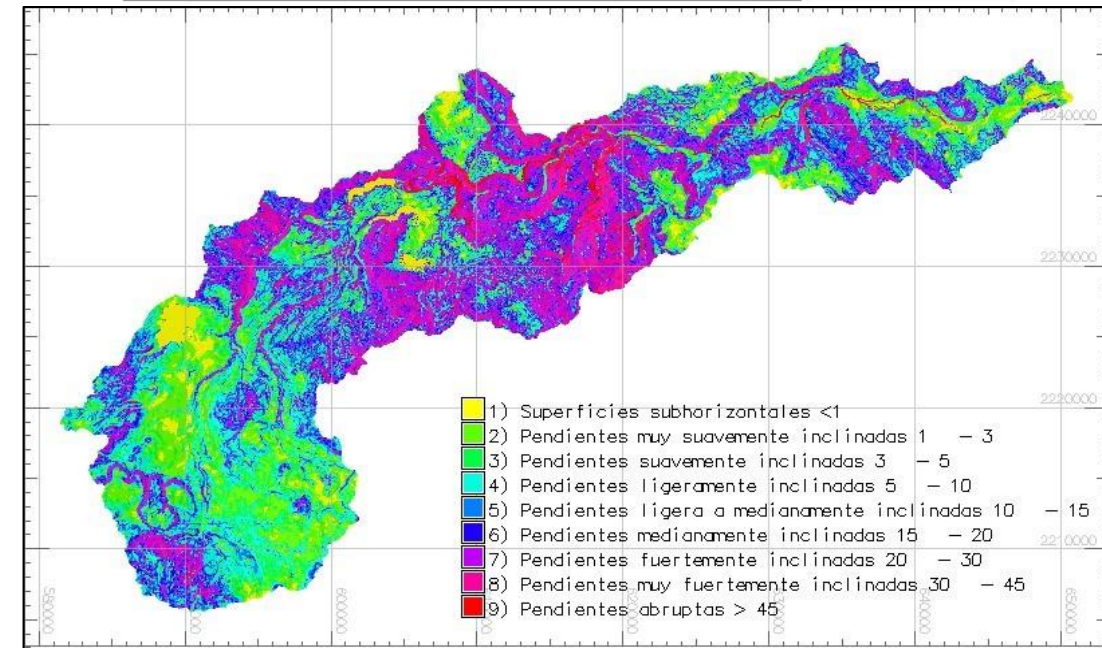 2240000
2230000
2220000
1) Superficies subhorizontales <1
2) Pendientes muy suavemente inclinadas 1 – 3
3) Pendientes suavemente inclinadas 3 – 5
4) Pendientes ligeramente inclinadas 5 – 10
5) Pendientes ligera a medianamente inclinadas 10 – 15
6) Pendientes medianamente inclinadas 15 – 20
2210000
7) Pendientes fuertemente inclinadas 20 – 30
8) Pendientes muy fuertemente inclinadas 30 – 45
9) Pendientes abruptas > 45
580000
600000
650000